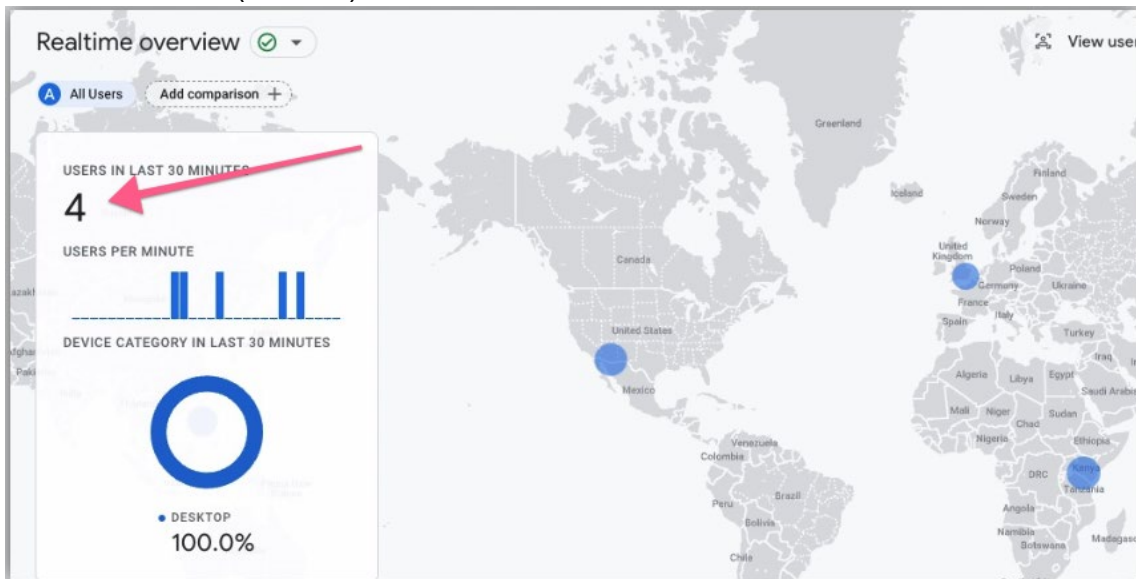 Realtime overview
View user
A All Users Add comparison +
USERS IN LAST 30 MINUTES
4
USERS PER MINUTE
DEVICE CATEGORY IN LAST 30 MINUTES
DESKTOP
100.0%
Greenland
Iceland
Finland
Sweden
Norway
United
Kingdom
Poland
Germany
Ukraine
France
Italy
Spain
Turkey
Canada
United States
Mexico
Iraq
Algeria
Libya
Egypt
Saudi Arabia
Mali
Niger
Chad
Sudan
Nigeria
Ethiopia
Venezuela
Colombia
DRC
Kenya
Tanzania
Peru
Brazil
Bolivia
Angola
Namibia
Botswana
Madagasc
Chile